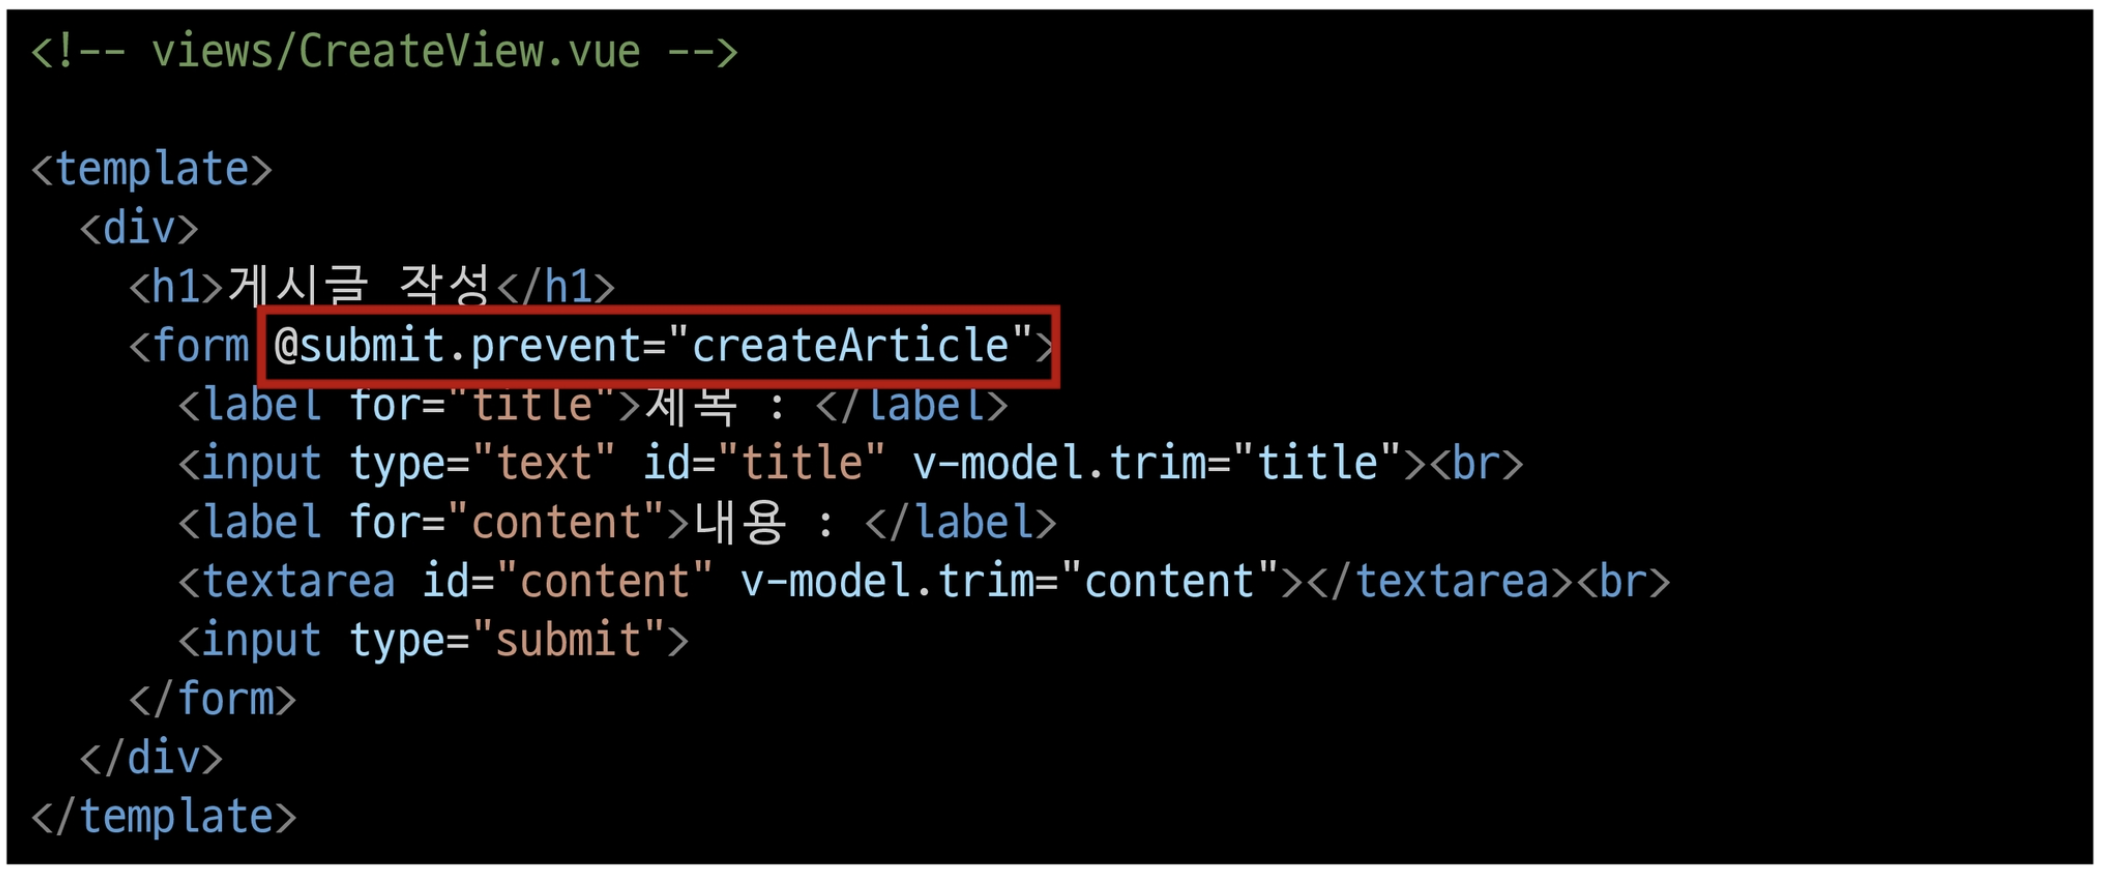 <!-- views/CreateView.vue -->
<template>
<div>
<h1>게시글 작성</h1>
<form @submit.prevent="createArticle">
<label for="title">제목 : </label>
<input type="text" id="title" v-model.trim="title"><br>
<label for="content">내용 : </label>
<textarea id="content" v-model.trim="content"></textarea><br>
<input type="submit">
</form>
</div>
</template>